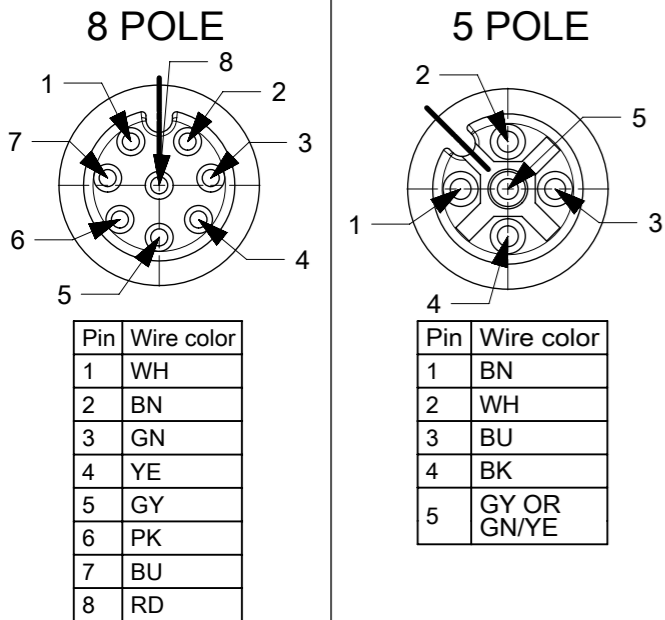 8 POLE
1
8
2
7
3
6
4
5
Pin Wire color
1 WH
2 BN
3 GN
4 YE
5 GY
6 PK
7 BU
8 RD
5 POLE
2
5
1
3
4
Pin Wire color
1 BN
2 WH
3 BU
4 BK
5 GY OR
GN/YE